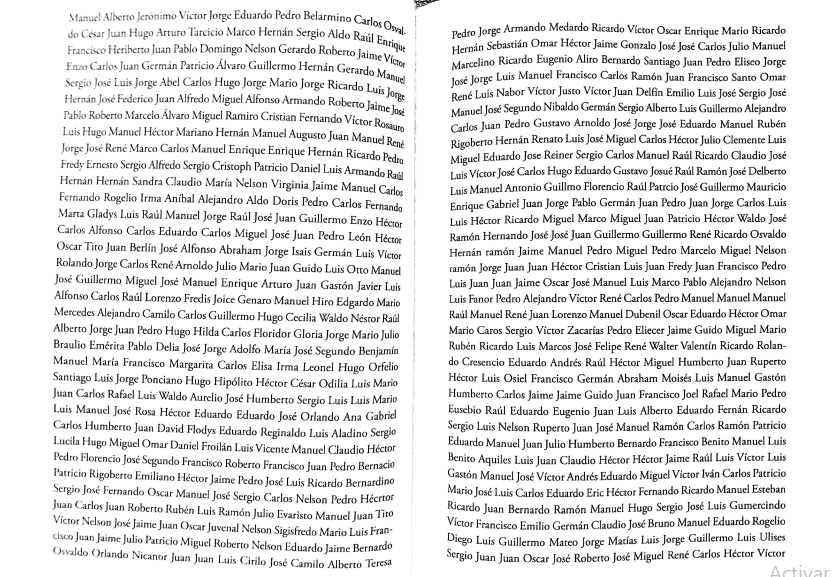 Manuel Alberto Jerónimo Víctor Jorge Eduardo Pedro Belarmino Carlos Osval-
do César Juan Hugo Arturo Tarcicio Marco Hernán Sergio Aldo Raúl Enrique
Francisco Heriberto Juan Pablo Domingo Nelson Gerardo Roberto Jaime Víctor
Enzo Carlos Juan Germán Patricio Álvaro Guillermo Hugo Hernán Gerardo Manuel
Sergio José Luis Jorge Abel Carlos Hugo Jorge Mario Jorge Ricardo Luis Jorge
Hernán José Federico Juan Alfredo Miguel Alfonso Armando Roberto Jaime José
Pablo Roberto Marcelo Álvaro Miguel Ramiro Cristian Fernando Víctor Rosauro
Luis Hugo Manuel Héctor Mariano Hernán Manuel Augusto Juan Manuel René
Jorge José René Marco Carlos Manuel Enrique Enrique Hernán Ricardo Pedro
Fredy Ernesto Sergio Alfredo Sergio Cristoph Patricio Daniel Luis Armando Raúl
Hernán Hernán Sandra Claudio María Nelson Virginia Jaime Manuel Carlos
Fernando Rogelio Irma Aníbal Alejandro Aldo Doris Pedro Carlos Fernando
Marta Gladys Luis Raúl Manuel Jorge Raúl José Juan Guillermo Enzo Héctor
Carlos Alfonso Carlos Eduardo Carlos Miguel José Juan Pedro León Héctor
Oscar Tito Juan Berlín José Alfonso Abraham Jorge Isais Germán Luis Víctor
Rolando Jorge Carlos René Arnoldo Julio Mario Juan Guido Luis Otto Manuel
José Guillermo Miguel José Manuel Enrique Arturo Juan Gastón Javier Luis
Alfonso Carlos Raúl Lorenzo Fredis Joice Genaro Manuel Hiro Edgardo Mario
Mercedes Alejandro Camilo Carlos Guillermo Hugo Cecilia Waldo Néstor Raúl
Alberto Jorge Juan Pedro Hugo Hilda Carlos Floridor Gloria Jorge Mario Julio
Braulio Emérita Pablo Delia José Jorge Adolfo María José Segundo Benjamín
Manuel María Francisco Margarita Carlos Elisa Irma Leonel Hugo Orfelio
Santiago Luis Jorge Ponciano Hugo Hipólito Héctor César Odilia Luis Mario
Juan Carlos Rafael Luis Waldo Aurelio José Humberto Sergio Luis Luis Mario
Luis Manuel José Rosa Héctor Eduardo Eduardo José Orlando Ana Gabriel
Carlos Humberto Juan David Flodys Eduardo Reginaldo Luis Aladino Sergio
Lucila Hugo Miguel Omar Daniel Froilán Luis Vicente Manuel Claudio Héctor
Pedro Florencio José Segundo Francisco Roberto Francisco Juan Pedro Bernacio
Patricio Rigoberto Emiliano Héctor Jaime Pedro José Luis Ricardo Bernardino
Sergio José Fernando Oscar Manuel José Sergio Carlos Nelson Pedro Hécrtor
Juan Carlos Juan Roberto Rubén Luis Ramón Julio Evaristo Manuel Juan Tito
Víctor Nelson José Jaime Juan Oscar Juvenal Nelson Sigisfredo Mario Luis Fran-
cisco Juan Jaime Julio Patricio Miguel Roberto Nelson Eduardo Jaime Bernardo
Osvaldo Orlando Nicanor Juan Juan Luis Cirilo José Camilo Alberto Teresa
Pedro Jorge Armando Medardo Ricardo Víctor Oscar Enrique Mario Ricardo
Hernán Sebastián Omar Héctor Jaime Gonzalo José José Carlos Julio Manuel
Marcelino Ricardo Eugenio Aliro Bernardo Santiago Juan Pedro Eliseo Jorge
José Jorge Luis Manuel Francisco Carlos Ramón Juan Francisco Santo Omar
René Luis Nabor Víctor Justo Víctor Juan Delfín Emilio Luis José Sergio José
Manuel José Segundo Nibaldo Germán Sergio Alberto Luis Guillermo Alejandro
Carlos Juan Pedro Gustavo Arnoldo José Jorge José Eduardo Manuel Rubén
Rigoberto Hernán Renato Luis José Miguel Carlos Héctor Julio Clemente Luis
Miguel Eduardo Jose Reiner Sergio Carlos Manuel Raúl Ricardo Claudio José
Luis Víctor José Carlos Hugo Eduardo Gustavo Josué Raúl Ramón José Delberto
Luis Manuel Antonio Guillmo Florencio Raúl Patrcio José Guillermo Mauricio
Enrique Gabriel Juan Jorge Pablo Germán Juan Pedro Juan Jorge Carlos Luis
Luis Héctor Ricardo Miguel Marco Miguel Juan Patricio Héctor Waldo José
Ramón Hernando José José Juan Guillermo Guillermo René Ricardo Osvaldo
Hernán ramón Jaime Manuel Pedro Miguel Pedro Marcelo Miguel Nelson
ramón Jorge Juan Juan Héctor Cristian Luis Juan Fredy Juan Francisco Pedro
Luis Juan Juan Jaime Oscar José Manuel Luis Marco Pablo Alejandro Nelson
Luis Fanor Pedro Alejandro Víctor René Carlos Pedro Manuel Manuel Manuel
Raúl Manuel René Juan Lorenzo Manuel Dubenil Oscar Eduardo Héctor Omar
Mario Caros Sergio Víctor Zacarías Pedro Eliecer Jaime Guido Miguel Mario
Rubén Ricardo Luis Marcos José Felipe René Walter Valentín Ricardo Rolan-
do Cresencio Eduardo Andrés Raúl Héctor Miguel Humberto Juan Ruperto
Héctor Luis Osiel Francisco Germán Abraham Moisés Luis Manuel Gastón
Humberto Carlos Jaime Jaime Guido Juan Francisco Joel Rafael Mario Pedro
Eusebio Raúl Eduardo Eugenio Juan Luis Alberto Eduardo Fernán Ricardo
Sergio Luis Nelson Ruperto Juan José Manuel Ramón Carlos Ramón Patricio
Eduardo Manuel Juan Julio Humberto Bernardo Francisco Benito Manuel Luis
Benito Aquiles Luis Juan Claudio Héctor Héctor Jaime Raúl Luis Víctor Luis
Gastón Manuel José Víctor Andrés Eduardo Miguel Víctor Iván Carlos Patricio
Mario José Luis Carlos Eduardo Eric Héctor Fernando Ricardo Manuel Esteban
Ricardo Juan Bernardo Ramón Manuel Hugo Sergio José Luis Gumercindo
Víctor Francisco Emilio Germán Claudio José Bruno Manuel Eduardo Rogelio
Diego Luis Guillermo Mateo Jorge Matías Luis Jorge Guillermo Luis Ulises
Sergio Juan Juan Oscar José Roberto José Miguel René Carlos Héctor Víctor
Activar